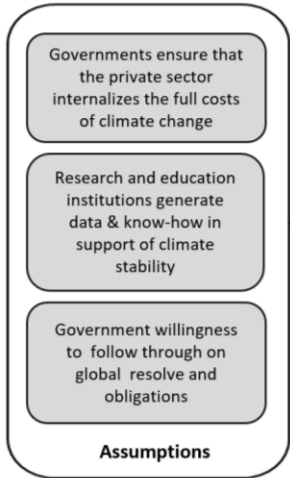 Governments ensure that
the private sector
internalizes the full costs
of climate change
Research and education
institutions generate
data & know-how in
support of climate
stability
Government willingness
to follow through on
global resolve and
obligations
Assumptions